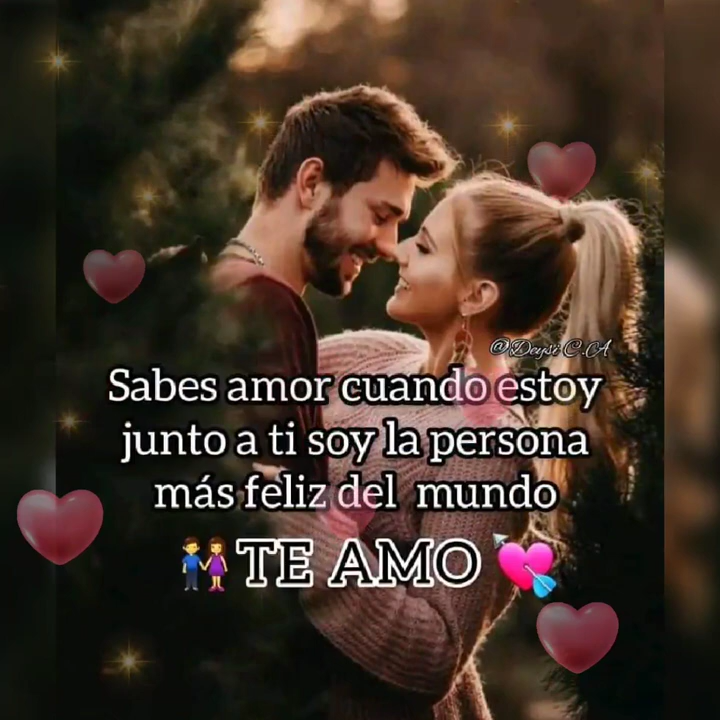 @Deysi C.A
Sabes amor cuando estoy
junto a ti soy la persona
más feliz del mundo
TE AMO